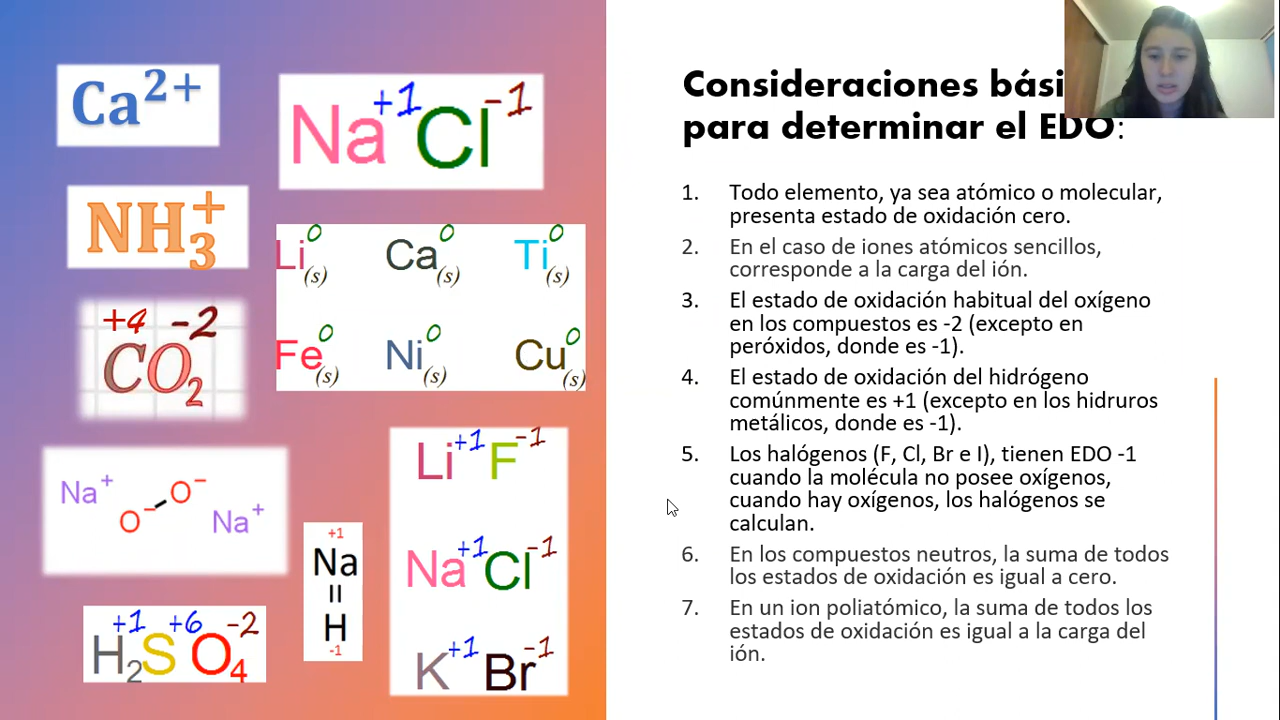 Ca²⁺
Na⁺¹Cl⁻¹
NH₃⁺
Li⁰(s) Ca⁰(s) Ti⁰(s)
Fe⁰(s) Ni⁰(s) Cu⁰(s)
+4 -2
CO₂
Na⁺ O⁻ O⁻ Na⁺
+1
Na
H
-1
H₂⁺¹S⁺⁶O₄⁻²
Li⁺¹F⁻¹
Na⁺¹Cl⁻¹
K⁺¹Br⁻¹
Consideraciones bási
para determinar el EDO:
1. Todo elemento, ya sea atómico o molecular,
presenta estado de oxidación cero.
2. En el caso de iones atómicos sencillos,
corresponde a la carga del ión.
3. El estado de oxidación habitual del oxígeno
en los compuestos es -2 (excepto en
peróxidos, donde es -1).
4. El estado de oxidación del hidrógeno
comúnmente es +1 (excepto en los hidruros
metálicos, donde es -1).
5. Los halógenos (F, Cl, Br e I), tienen EDO -1
cuando la molécula no posee oxígenos,
cuando hay oxígenos, los halógenos se
calculan.
6. En los compuestos neutros, la suma de todos
los estados de oxidación es igual a cero.
7. En un ion poliatómico, la suma de todos los
estados de oxidación es igual a la carga del
ión.